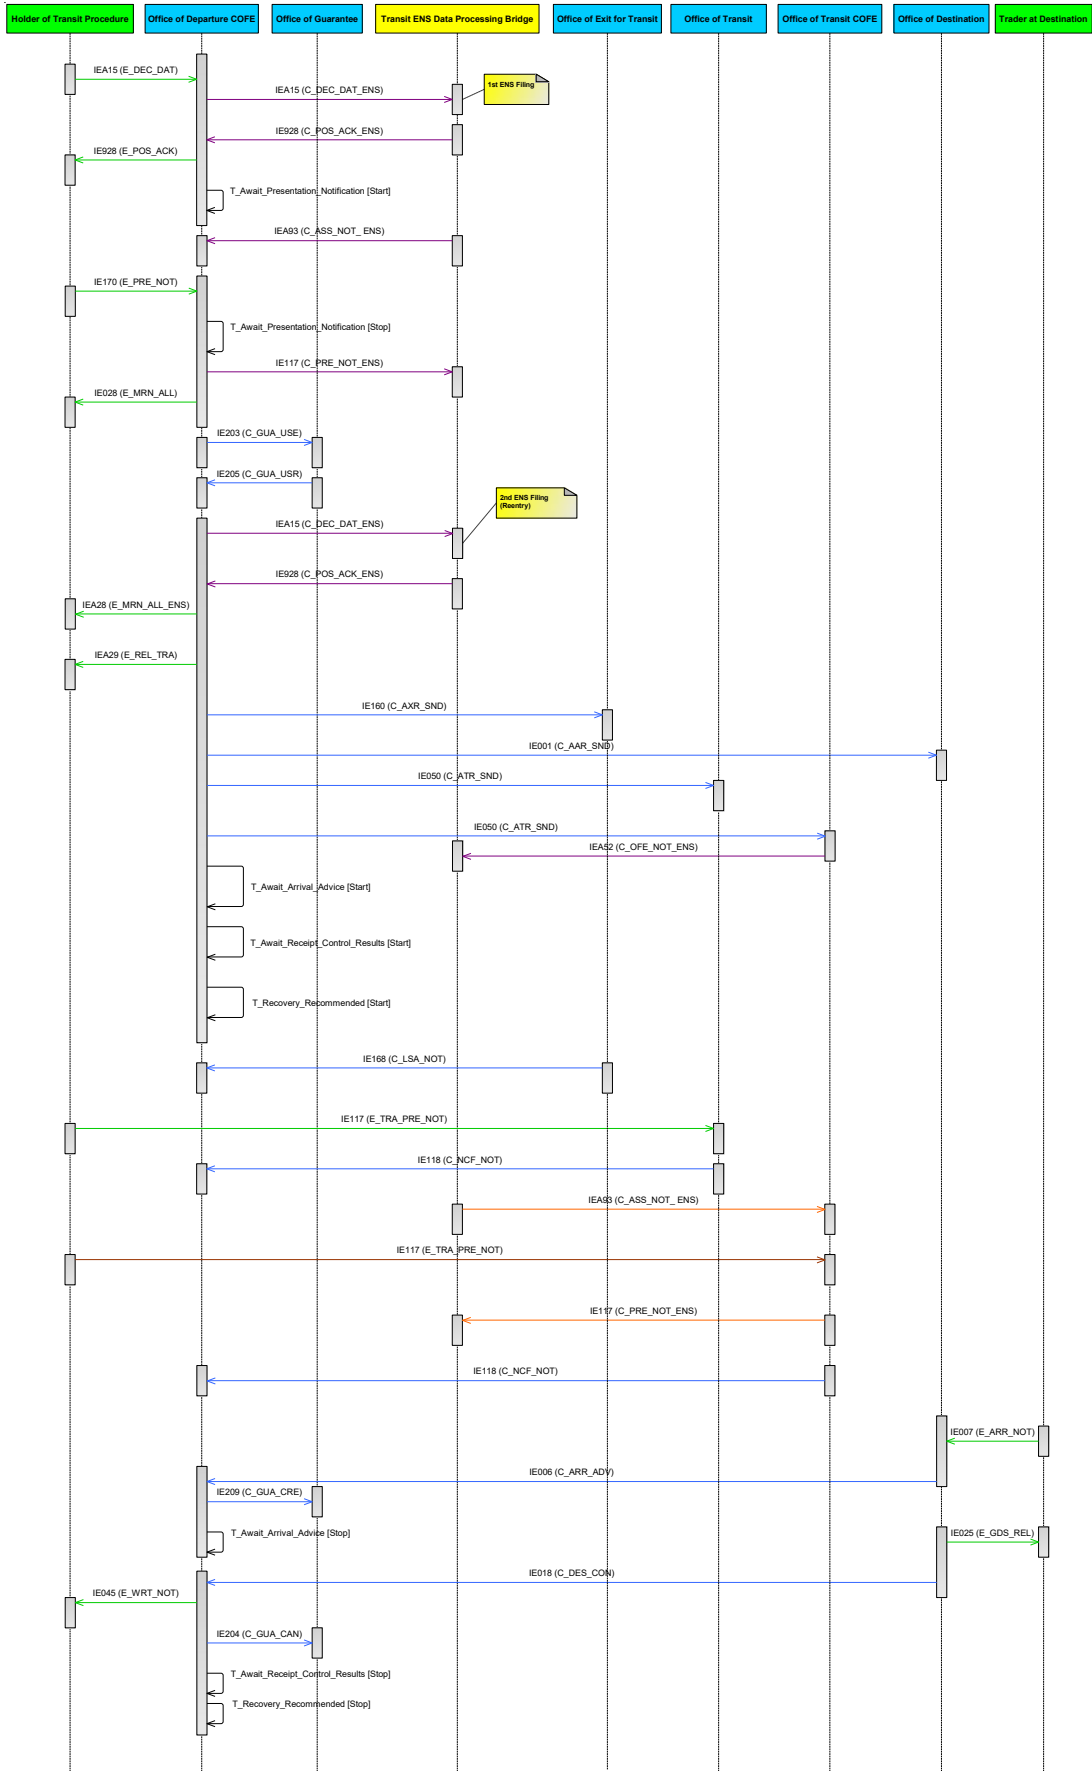 Holder of Transit Procedure
Office of Departure COFE
Office of Guarantee
Transit ENS Data Processing Bridge
Office of Exit for Transit
Office of Transit
Office of Transit COFE
Office of Destination
Trader at Destination
IEA15 (E_DEC_DAT)
1st ENS Filing
IEA15 (C_DEC_DAT_ENS)
IE928 (C_POS_ACK_ENS)
IE928 (E_POS_ACK)
T_Await_Presentation_Notification [Start]
IEA93 (C_ASS_NOT_ ENS)
IE170 (E_PRE_NOT)
T_Await_Presentation_Notification [Stop]
IE117 (C_PRE_NOT_ENS)
IE028 (E_MRN_ALL)
IE203 (C_GUA_USE)
IE205 (C_GUA_USR)
2nd ENS Filing
(Reentry)
IEA15 (C_DEC_DAT_ENS)
IE928 (C_POS_ACK_ENS)
IEA28 (E_MRN_ALL_ENS)
IEA29 (E_REL_TRA)
IE160 (C_AXR_SND)
IE001 (C_AAR_SND)
IE050 (C_ATR_SND)
IE050 (C_ATR_SND)
IEA52 (C_OFE_NOT_ENS)
T_Await_Arrival_Advice [Start]
T_Await_Receipt_Control_Results [Start]
T_Recovery_Recommended [Start]
IE168 (C_LSA_NOT)
IE117 (E_TRA_PRE_NOT)
IE118 (C_NCF_NOT)
IEA93 (C_ASS_NOT_ ENS)
IE117 (E_TRA_PRE_NOT)
IE117 (C_PRE_NOT_ENS)
IE118 (C_NCF_NOT)
IE007 (E_ARR_NOT)
IE006 (C_ARR_ADV)
IE209 (C_GUA_CRE)
T_Await_Arrival_Advice [Stop]
IE025 (E_GDS_REL)
IE018 (C_DES_CON)
IE045 (E_WRT_NOT)
IE204 (C_GUA_CAN)
T_Await_Receipt_Control_Results [Stop]
T_Recovery_Recommended [Stop]